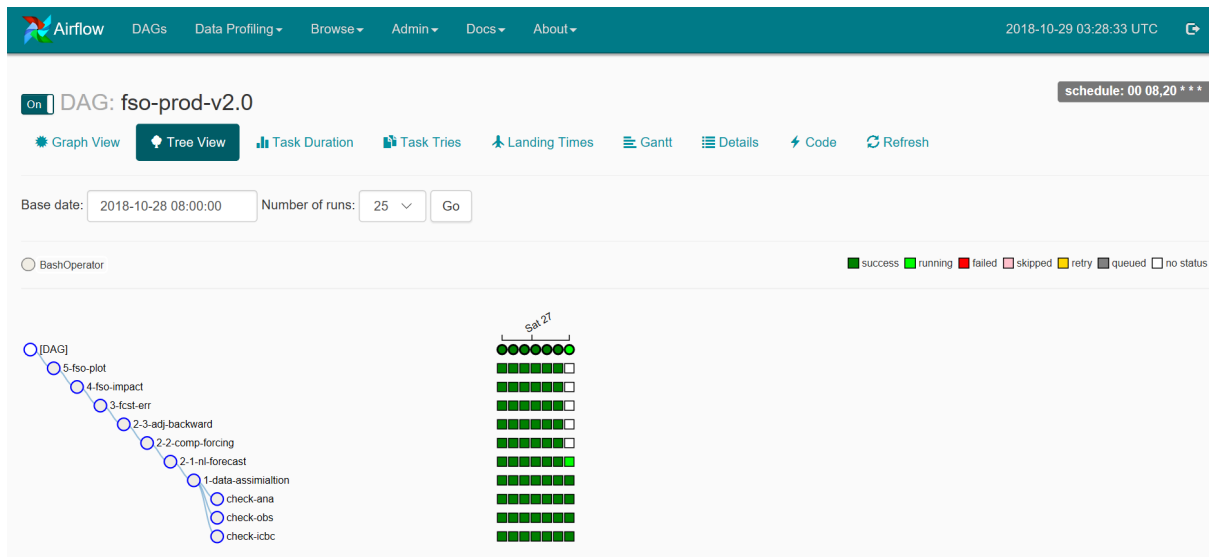 Airflow DAGs Data Profiling Browse Admin Docs About 2018-10-29 03:28:33 UTC
On DAG: fso-prod-v2.0 schedule: 00 08,20 * * *
Graph View Tree View Task Duration Task Tries Landing Times Gantt Details Code Refresh
Base date: 2018-10-28 08:00:00 Number of runs: 25 Go
BashOperator success running failed skipped retry queued no status
Sat 27
[DAG]
5-fso-plot
4-fso-impact
3-fcst-err
2-3-adj-backward
2-2-comp-forcing
2-1-nl-forecast
1-data-assimialtion
check-ana
check-obs
check-icbc